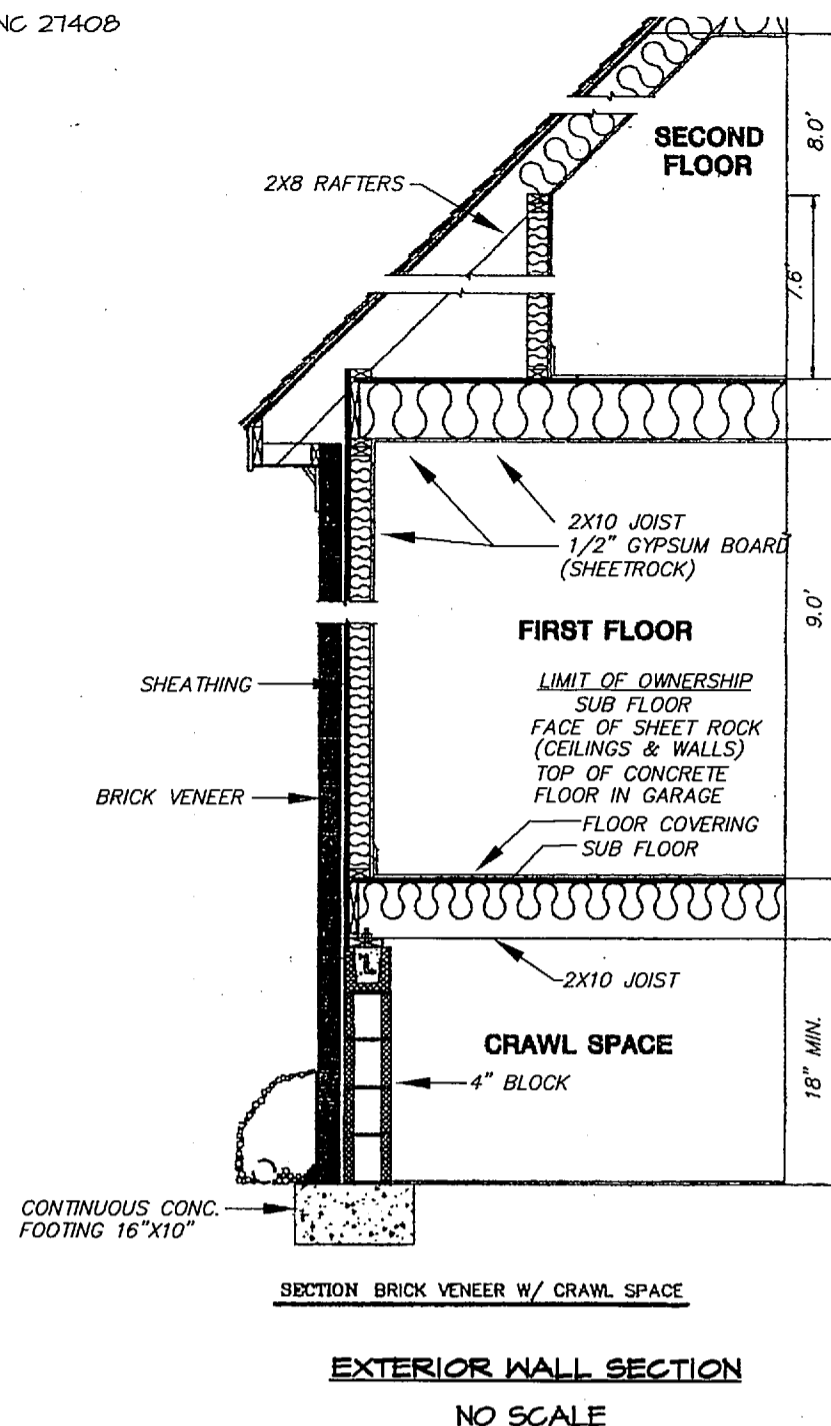 NC 27408
SECOND
FLOOR
8.0'
2X8 RAFTERS
7.6'
2X10 JOIST
1/2" GYPSUM BOARD
(SHEETROCK)
FIRST FLOOR
9.0'
SHEATHING
LIMIT OF OWNERSHIP
SUB FLOOR
FACE OF SHEET ROCK
(CEILINGS & WALLS)
TOP OF CONCRETE
FLOOR IN GARAGE
BRICK VENEER
FLOOR COVERING
SUB FLOOR
2X10 JOIST
CRAWL SPACE
18" MIN.
4" BLOCK
CONTINUOUS CONC.
FOOTING 16"X10"
SECTION BRICK VENEER W/ CRAWL SPACE
EXTERIOR WALL SECTION
NO SCALE